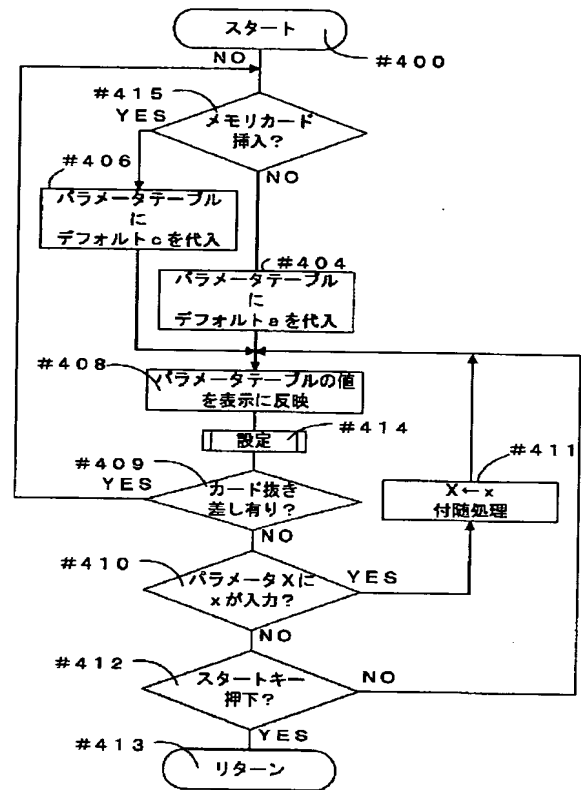 スタート
#400
NO
#415
YES
メモリカード
挿入?
NO
#406
パラメータテーブル
に
デフォルトcを代入
#404
パラメータテーブル
に
デフォルトaを代入
#408
パラメータテーブルの値
を表示に反映
設定
#414
#409
YES
カード抜き
差し有り?
NO
#411
X←x
付随処理
#410
パラメータXに
xが入力?
YES
NO
#412
スタートキー
押下?
NO
YES
#413
リターン